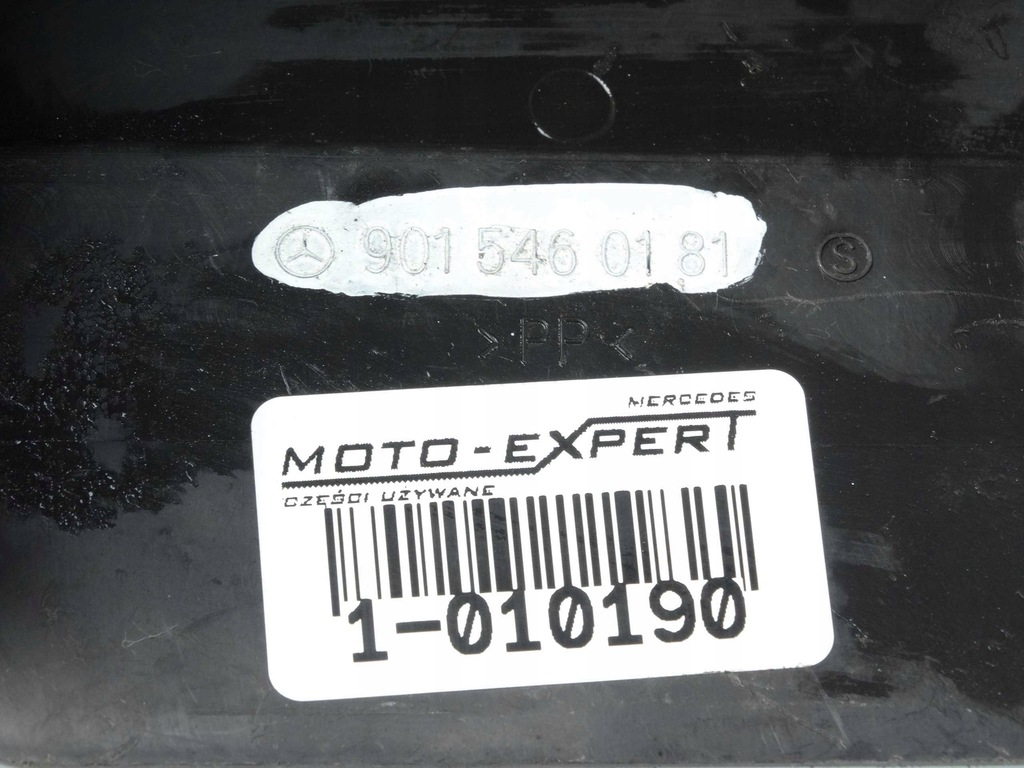 901 546 01 81
S
>PP<
MERCEDES
MOTO-EXPERT
CZĘŚCI UŻYWANE
1-010190